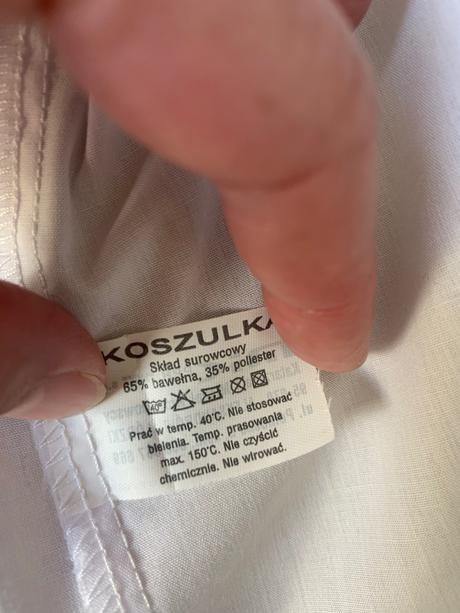 KOSZULKA
Skład surowcowy
65% bawełna, 35% poliester
40
Prać w temp. 40°C. Nie stosować
bielenia. Temp. prasowania
max. 150°C. Nie czyścić
chemicznie. Nie wirować.